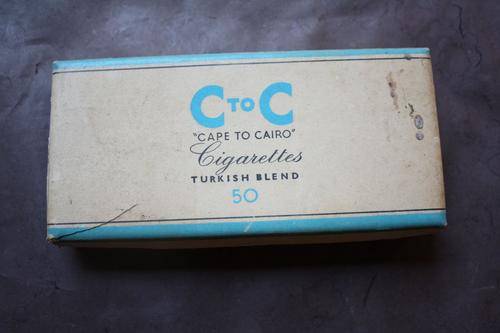 C TO C
"CAPE TO CAIRO"
Cigarettes
TURKISH BLEND
50